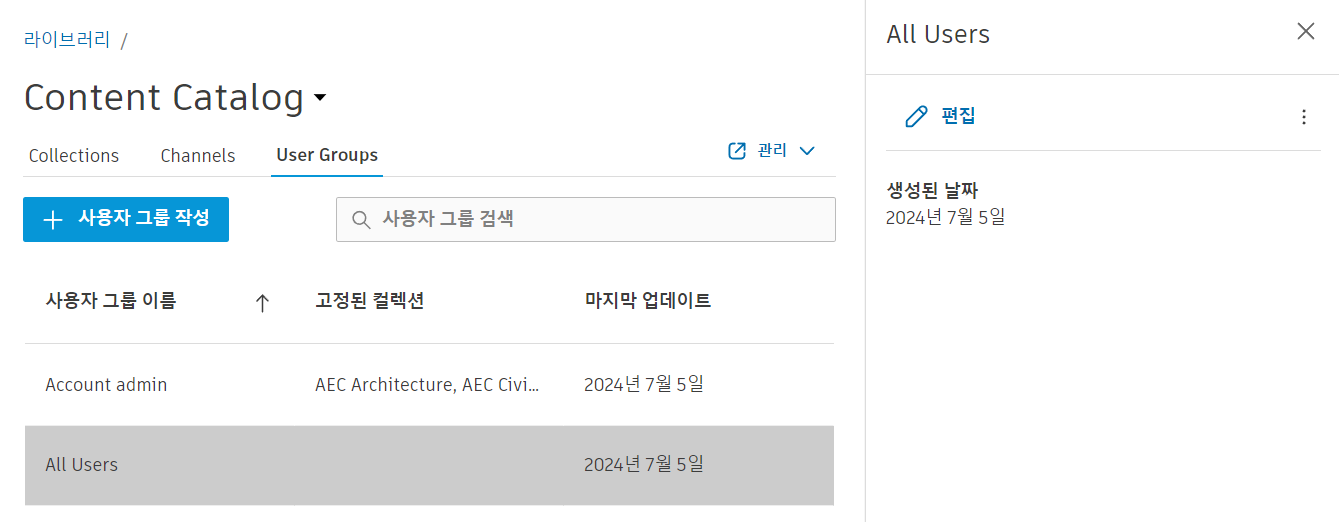 라이브러리 /
Content Catalog
Collections Channels User Groups 관리
사용자 그룹 작성 사용자 그룹 검색
사용자 그룹 이름 고정된 컬렉션 마지막 업데이트
Account admin AEC Architecture, AEC Civi... 2024년 7월 5일
All Users 2024년 7월 5일
All Users
편집
생성된 날짜
2024년 7월 5일